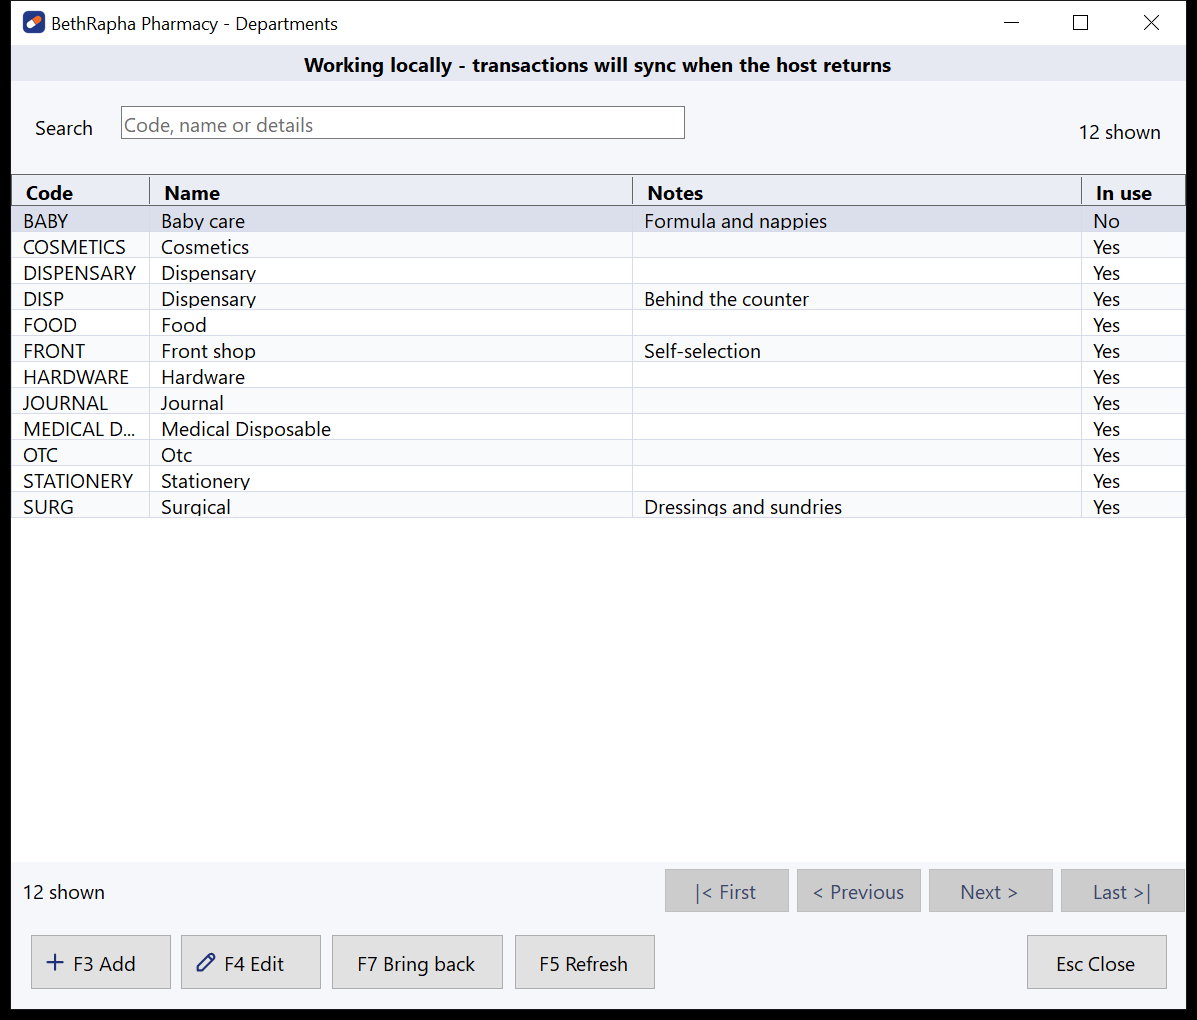 BethRapha Pharmacy - Departments
Working locally - transactions will sync when the host returns
Search Code, name or details 12 shown
Code Name Notes In use
BABY Baby care Formula and nappies No
COSMETICS Cosmetics Yes
DISPENSARY Dispensary Yes
DISP Dispensary Behind the counter Yes
FOOD Food Yes
FRONT Front shop Self-selection Yes
HARDWARE Hardware Yes
JOURNAL Journal Yes
MEDICAL D... Medical Disposable Yes
OTC Otc Yes
STATIONERY Stationery Yes
SURG Surgical Dressings and sundries Yes
12 shown |< First < Previous Next > Last >|
+ F3 Add F4 Edit F7 Bring back F5 Refresh Esc Close